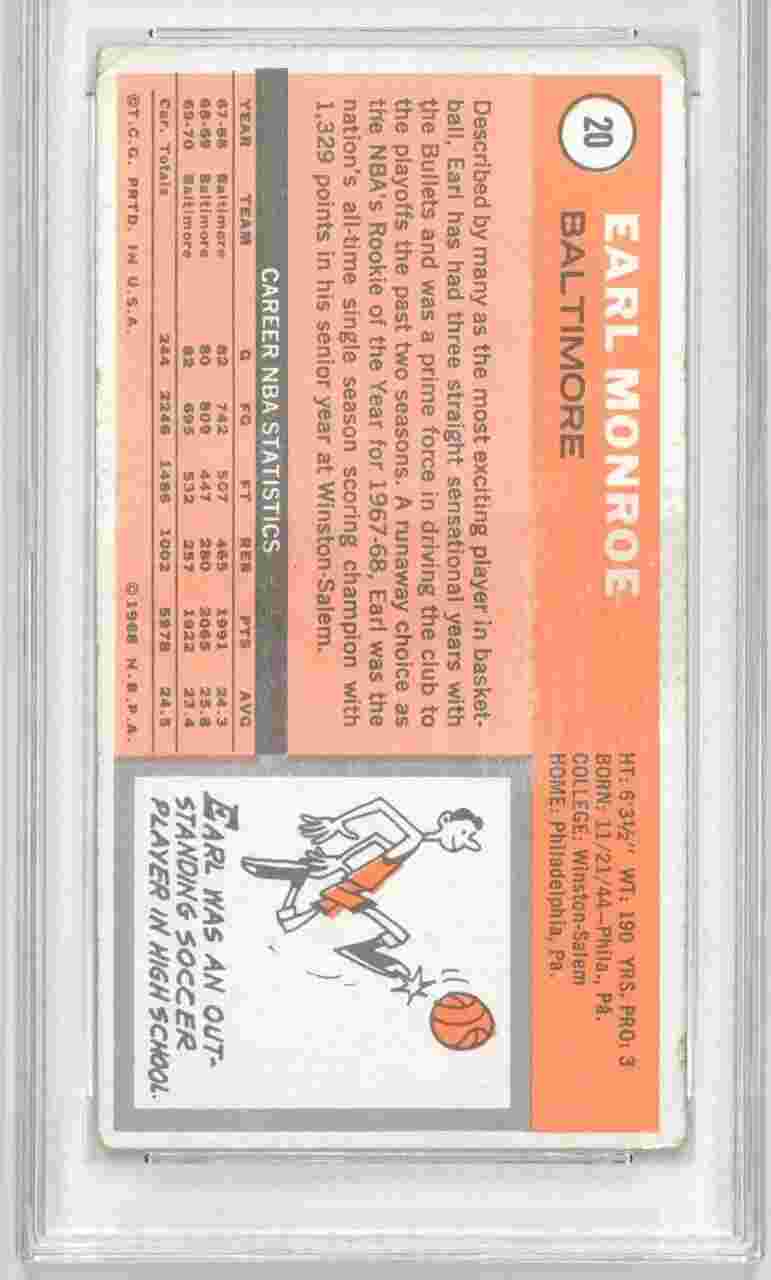 20
EARL MONROE
BALTIMORE
HT: 6'3½" WT: 190 YRS. PRO: 3
BORN: 11/21/44—Phila., Pa.
COLLEGE: Winston-Salem
HOME: Philadelphia, Pa.
Described by many as the most exciting player in basket-
ball, Earl has had three straight sensational years with
the Bullets and was a prime force in driving the club to
the playoffs the past two seasons. A runaway choice as
the NBA's Rookie of the Year for 1967-68, Earl was the
nation's all-time single season scoring champion with
1,329 points in his senior year at Winston-Salem.
CAREER NBA STATISTICS
YEAR TEAM G FG FT REB PTS AVG
67-68 Baltimore 82 742 507 465 1991 24.3
68-69 Baltimore 80 809 447 280 2065 25.8
69-70 Baltimore 82 695 532 257 1922 23.4
Car. Totals 244 2246 1486 1002 5978 24.5
©T.C.G. PRTD. IN U.S.A. ©1968 N.B.P.A.
EARL WAS AN OUT-
STANDING SOCCER
PLAYER IN HIGH SCHOOL.